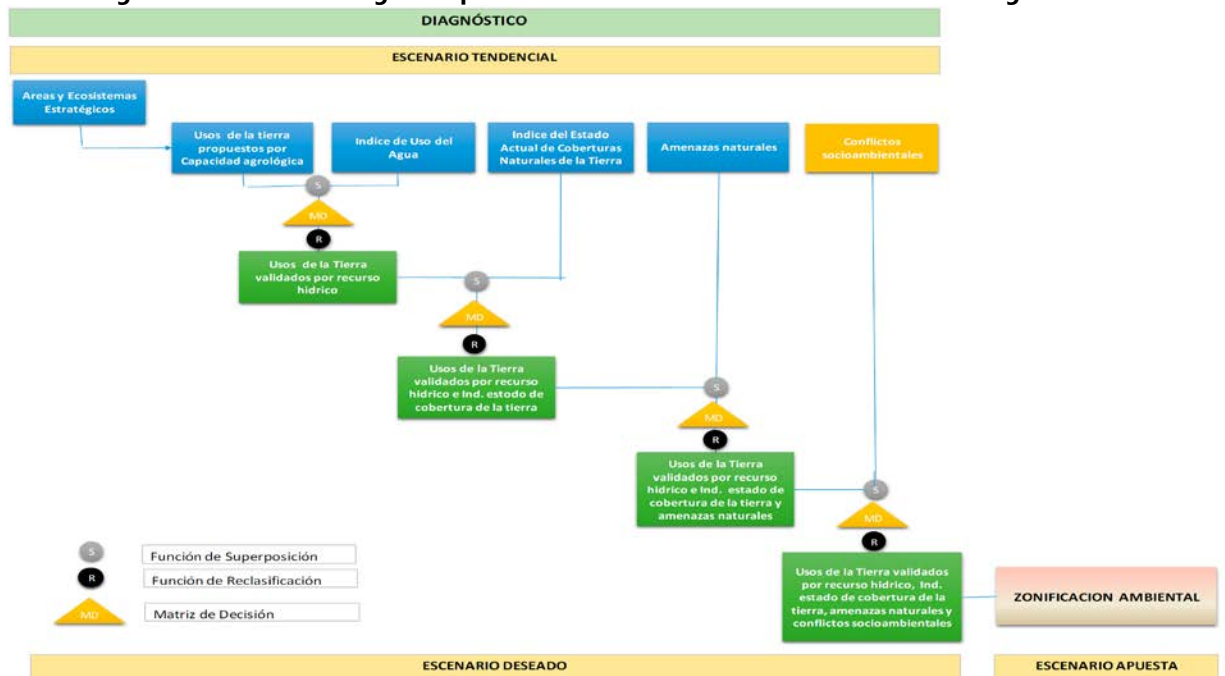 DIAGNÓSTICO
ESCENARIO TENDENCIAL
Areas y Ecosistemas
Estratégicos
Usos de la tierra
propuestos por
Capacidad agrológica
Indice de Uso del
Agua
Indice del Estado
Actual de Coberturas
Naturales de la Tierra
Amenazas naturales
Conflictos
socioambientales
S
MD
R
Usos de la Tierra
validados por recurso
hidrico
S
MD
R
Usos de la Tierra
validados por recurso
hidrico e Ind. estodo de
cobertura de la tierra
S
MD
R
Usos de la Tierra
validados por recurso
hidrico e Ind. estado de
cobertura de la tierra y
amenazas naturales
S
MD
R
Usos de la Tierra validados
por recurso hidrico, Ind.
estado de cobertura de la
tierra, amenazas naturales y
conflictos socioambientales
ZONIFICACION AMBIENTAL
S
Función de Superposición
R
Función de Reclasificación
MD
Matriz de Decisión
ESCENARIO DESEADO
ESCENARIO APUESTA